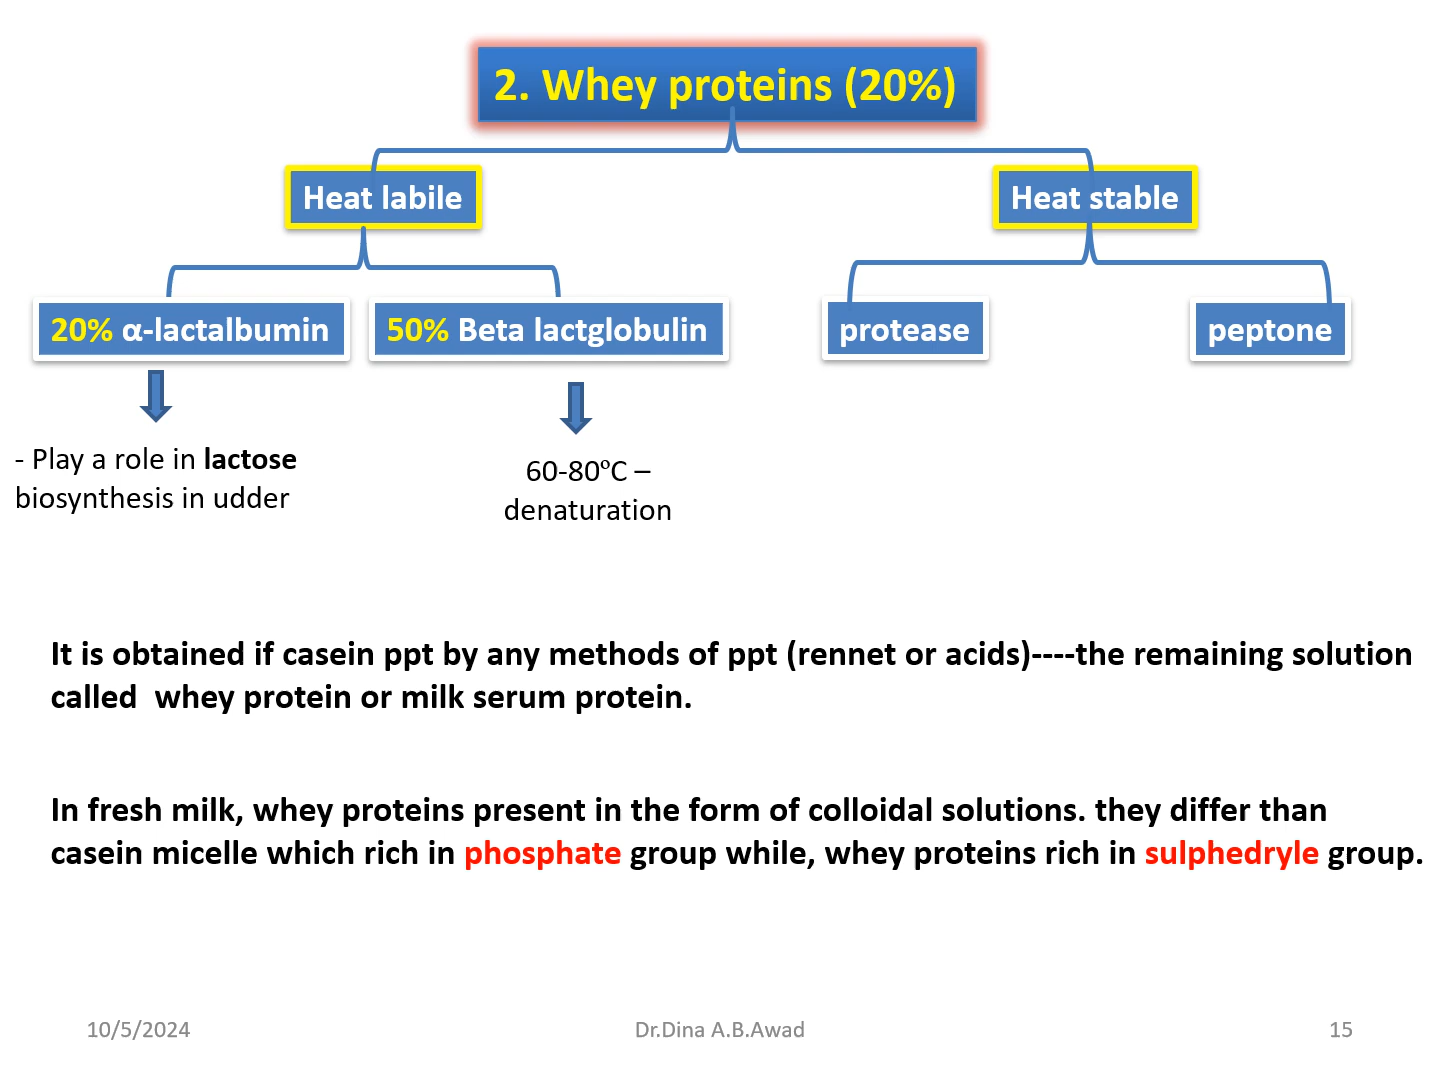 2. Whey proteins (20%)
Heat labile
Heat stable
20% α-lactalbumin
50% Beta lactglobulin
protease
peptone
- Play a role in lactose
biosynthesis in udder
60-80ºC –
denaturation
It is obtained if casein ppt by any methods of ppt (rennet or acids)----the remaining solution
called  whey protein or milk serum protein.
In fresh milk, whey proteins present in the form of colloidal solutions. they differ than
casein micelle which rich in phosphate group while, whey proteins rich in sulphedryle group.
10/5/2024
Dr.Dina A.B.Awad
15